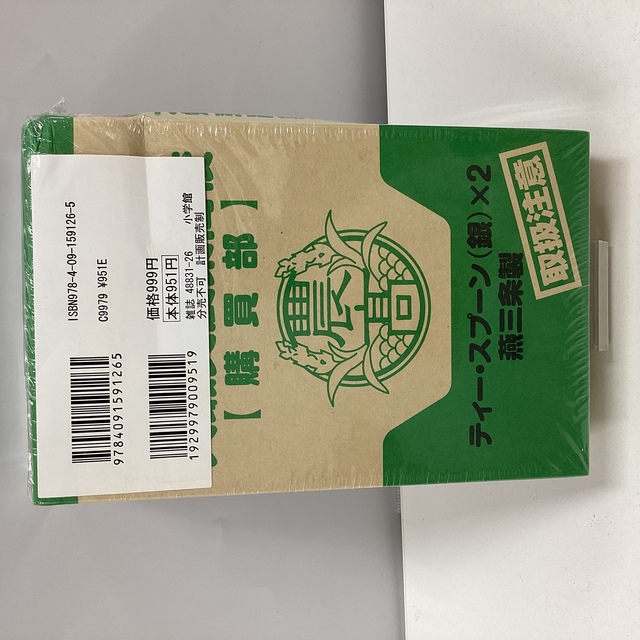 ISBN978-4-09-159126-5
C9979 ¥951E
価格999円
本体951円
雑誌 48831-26 小学館
分売不可 計画販売制
9784091591265
1929979009519
【購買部】
農高
ティー・スプーン(銀)×2
燕三条製
取扱注意